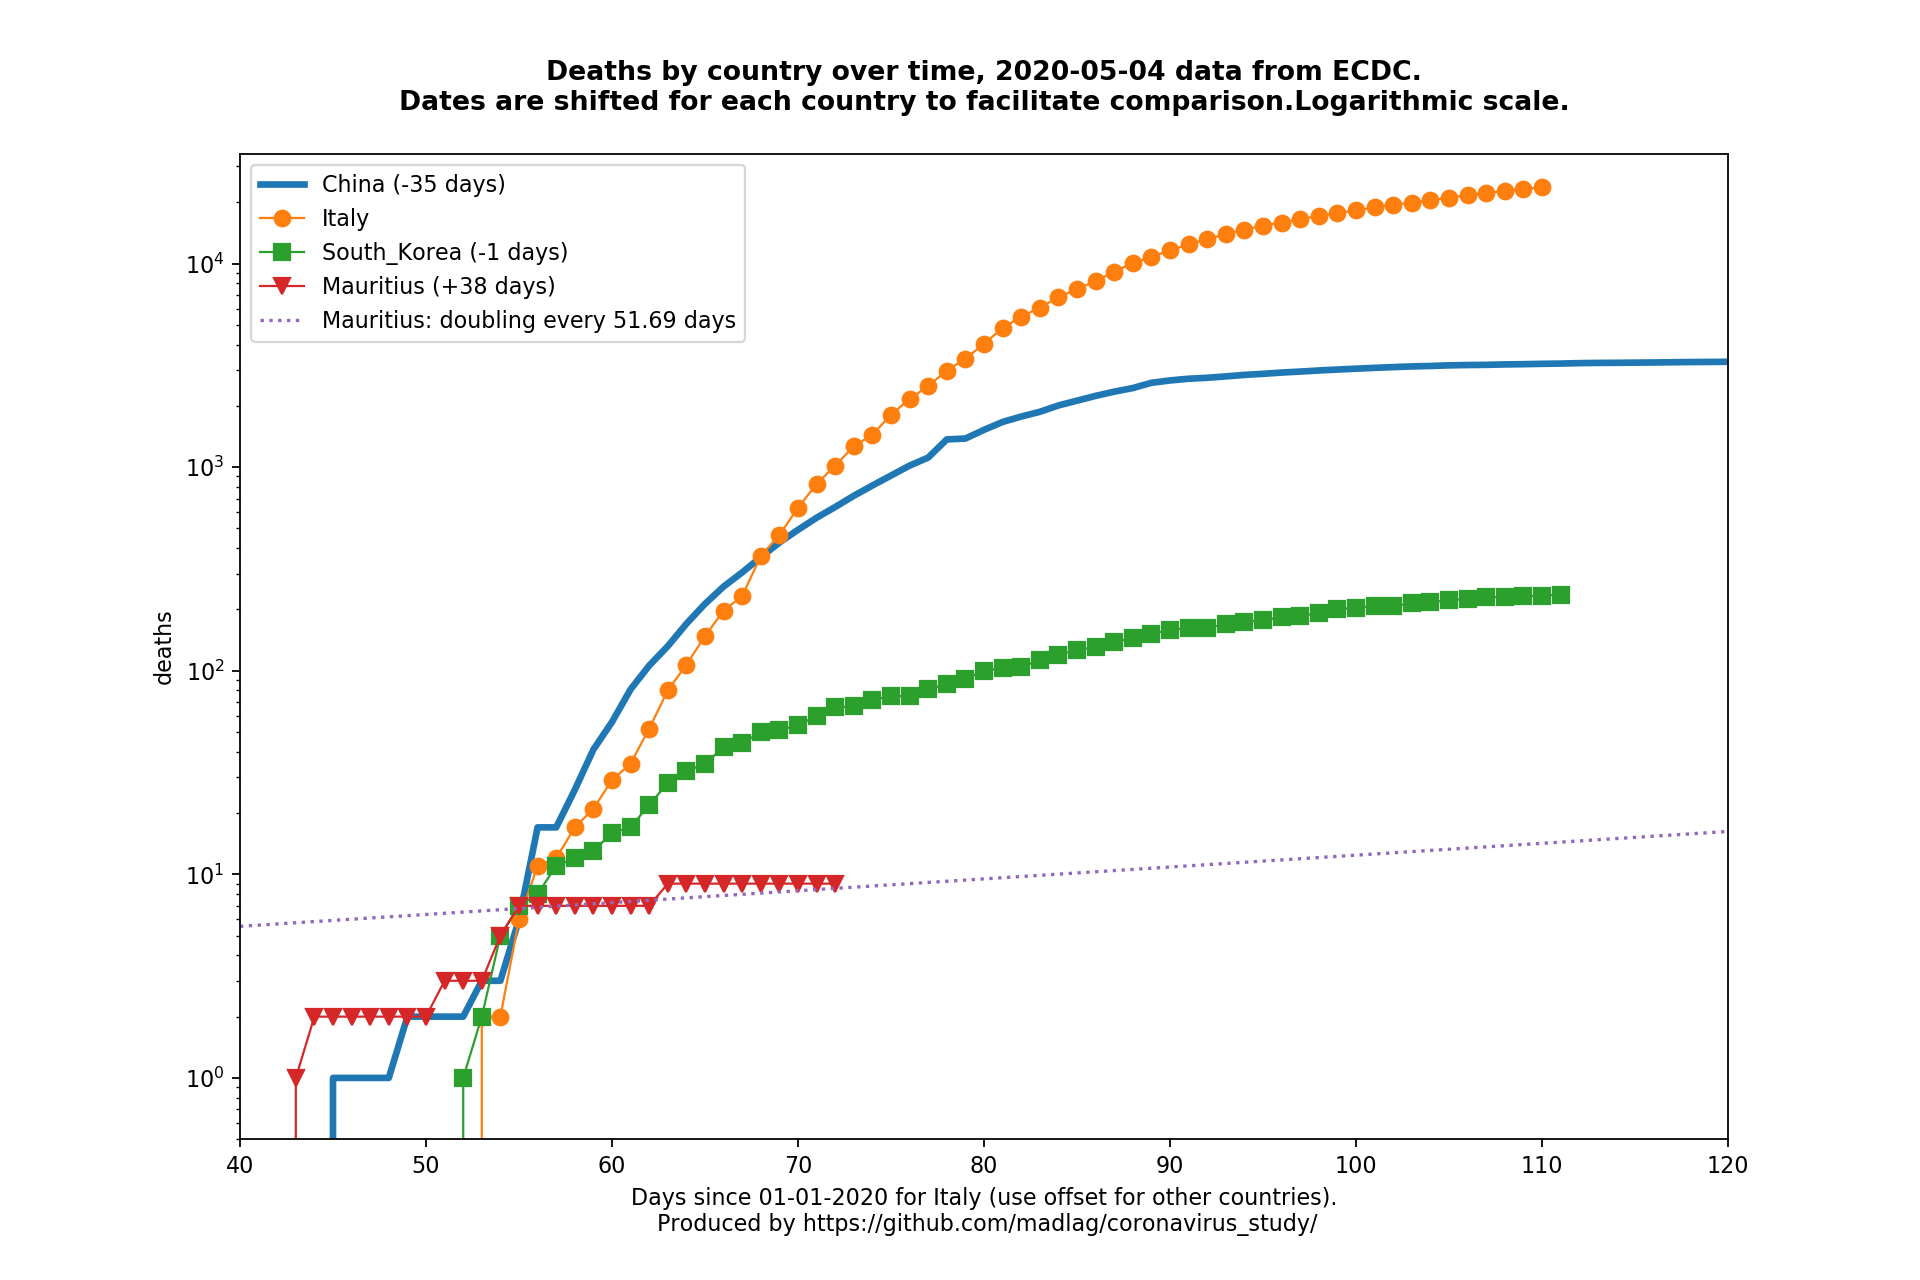 Deaths by country over time, 2020-05-04 data from ECDC.
Dates are shifted for each country to facilitate comparison.Logarithmic scale.
China (-35 days)
Italy
South_Korea (-1 days)
Mauritius (+38 days)
Mauritius: doubling every 51.69 days
deaths
10⁴
10³
10²
10¹
10⁰
40 50 60 70 80 90 100 110 120
Days since 01-01-2020 for Italy (use offset for other countries).
Produced by https://github.com/madlag/coronavirus_study/